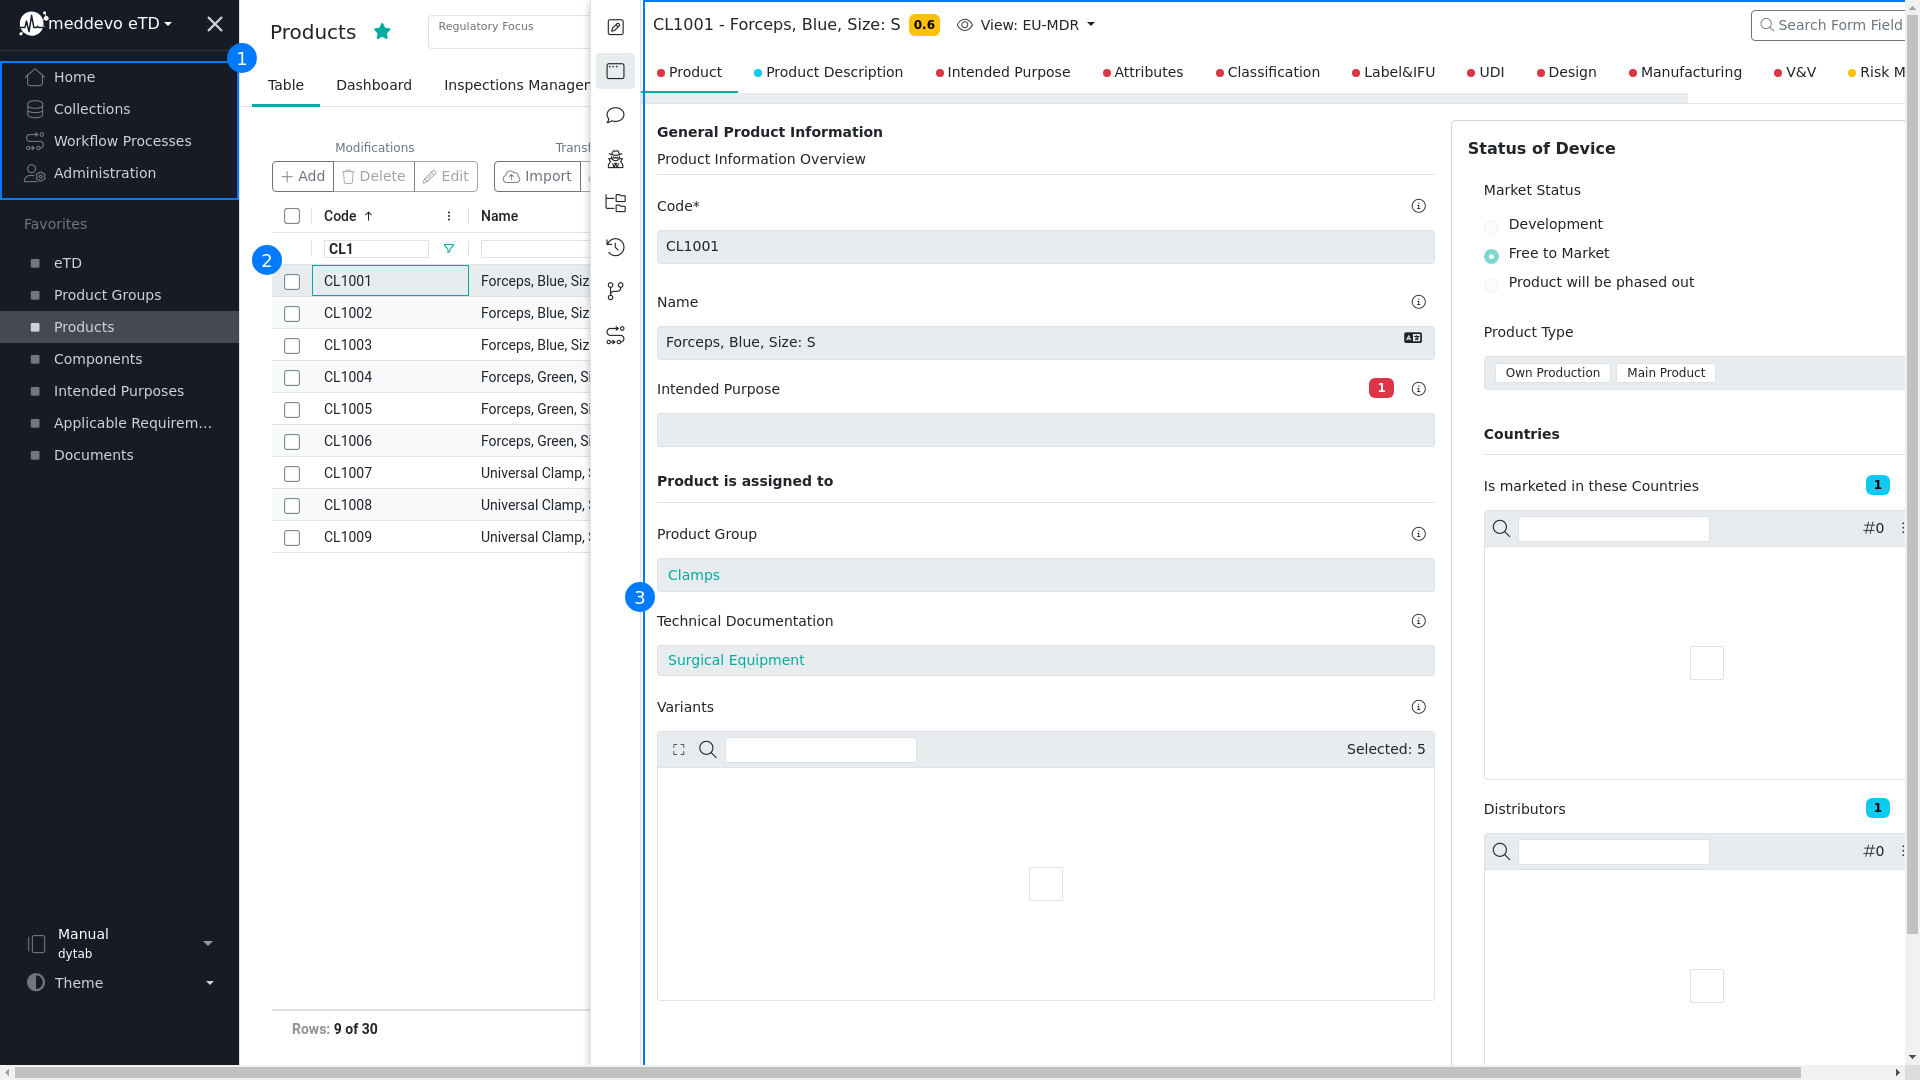 meddevo eTD
1
Home
Collections
Workflow Processes
Administration
Favorites
eTD
Product Groups
Products
Components
Intended Purposes
Applicable Requirem...
Documents
Manual
dytab
Theme
Products
Regulatory Focus
Table
Dashboard
Inspections Manager
Modifications
Transf
Add
Delete
Edit
Import
Code
Name
CL1
2
CL1001 Forceps, Blue, Siz
CL1002 Forceps, Blue, Siz
CL1003 Forceps, Blue, Siz
CL1004 Forceps, Green, Si
CL1005 Forceps, Green, Si
CL1006 Forceps, Green, Si
CL1007 Universal Clamp,
CL1008 Universal Clamp,
CL1009 Universal Clamp,
Rows: 9 of 30
CL1001 - Forceps, Blue, Size: S 0.6 View: EU-MDR
Search Form Field
Product
Product Description
Intended Purpose
Attributes
Classification
Label&IFU
UDI
Design
Manufacturing
V&V
Risk M
General Product Information
Product Information Overview
Code*
CL1001
Name
Forceps, Blue, Size: S
Intended Purpose 1
Product is assigned to
Product Group
Clamps
3
Technical Documentation
Surgical Equipment
Variants
Selected: 5
Status of Device
Market Status
Development
Free to Market
Product will be phased out
Product Type
Own Production Main Product
Countries
Is marketed in these Countries 1
#0
Distributors 1
#0